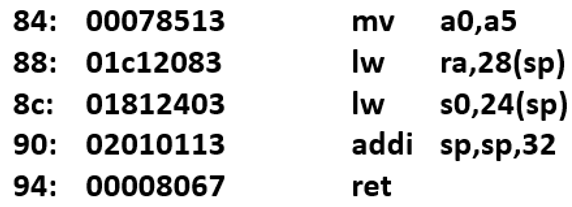 84: 00078513 mv a0,a5
88: 01c12083 lw ra,28(sp)
8c: 01812403 lw s0,24(sp)
90: 02010113 addi sp,sp,32
94: 00008067 ret